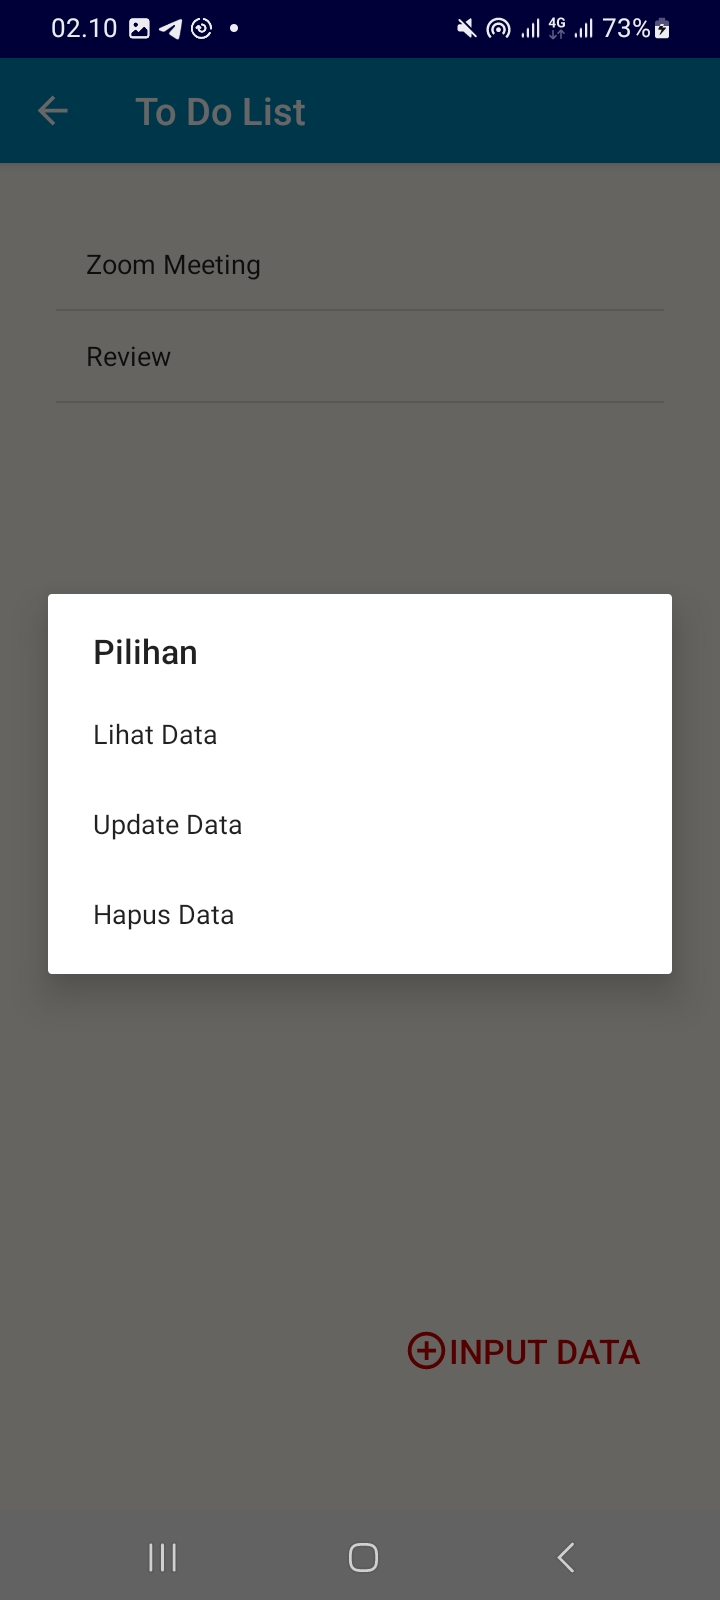 02.10
4G
73%
To Do List
Zoom Meeting
Review
Pilihan
Lihat Data
Update Data
Hapus Data
INPUT DATA